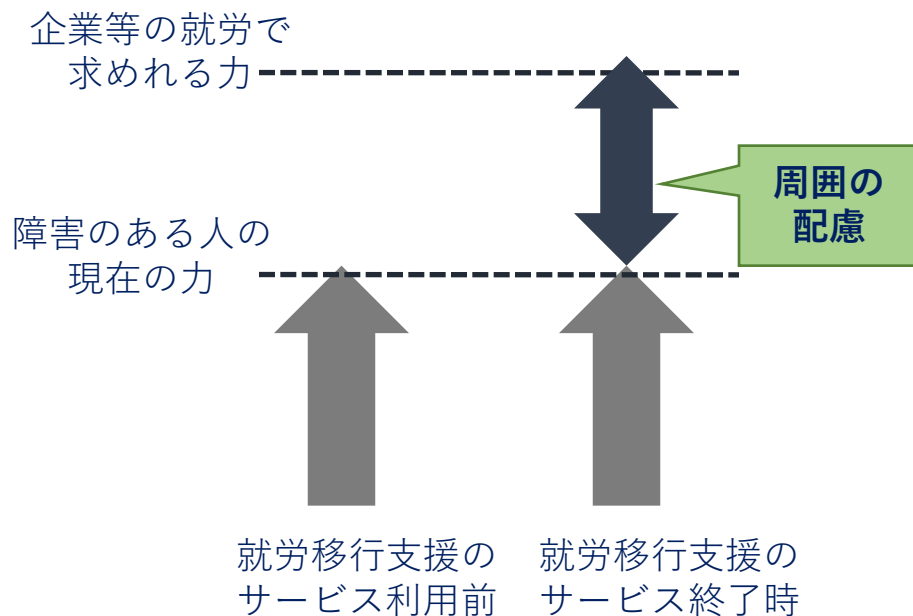 企業等の就労で
求めれる力
周囲の
配慮
障害のある人の
現在の力
就労移行支援の
サービス利用前
就労移行支援の
サービス終了時